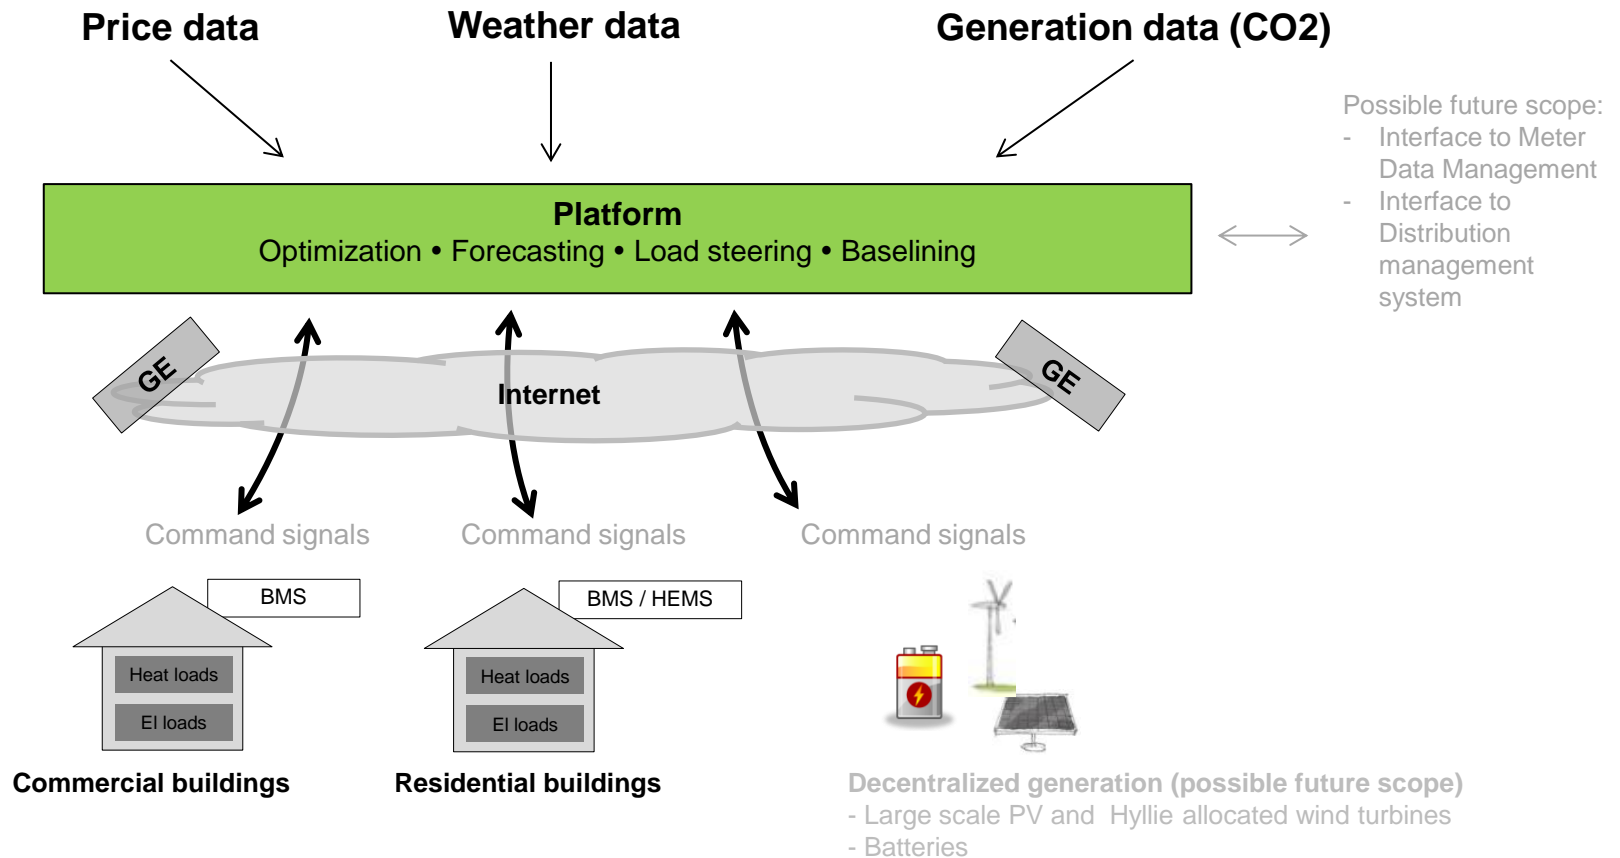 Price data
Weather data
Generation data (CO2)
Possible future scope:
- Interface to Meter
Data Management
- Interface to
Distribution
management
system
Platform
Optimization • Forecasting • Load steering • Baselining
GE
GE
Internet
Command signals
Command signals
Command signals
BMS
BMS / HEMS
Heat loads
El loads
Heat loads
El loads
Commercial buildings
Residential buildings
Decentralized generation (possible future scope)
- Large scale PV and  Hyllie allocated wind turbines
- Batteries